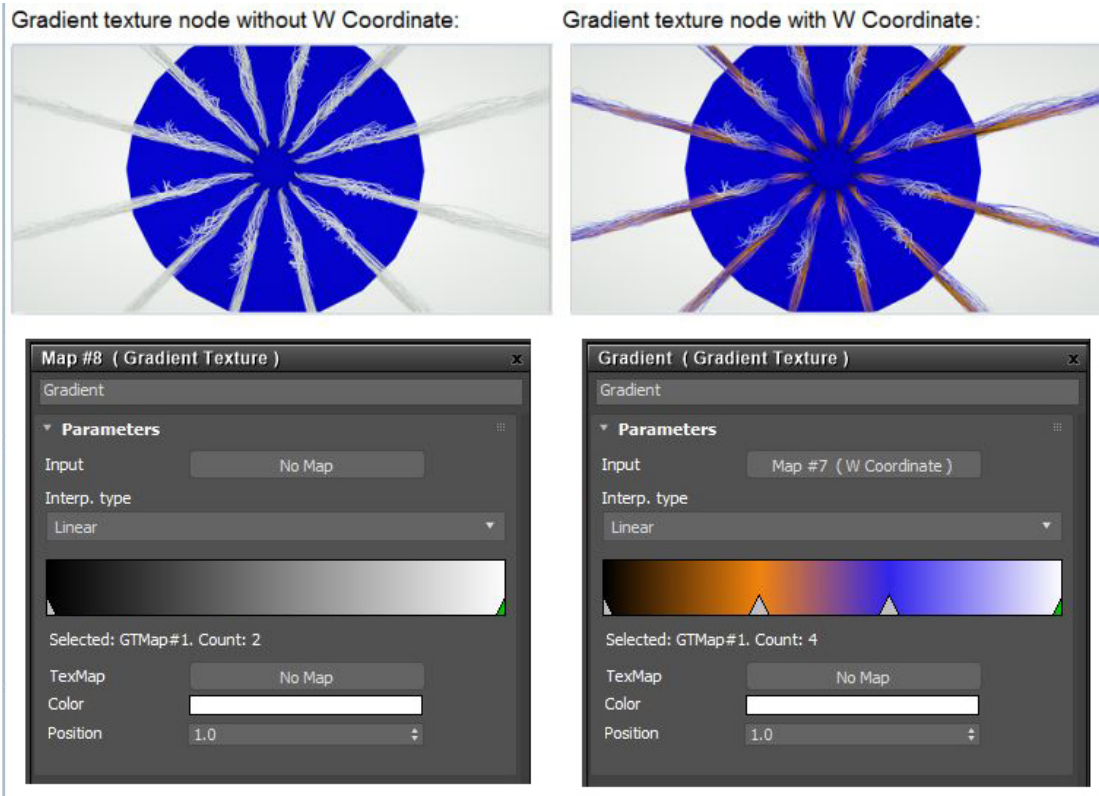 Gradient texture node without W Coordinate:
Gradient texture node with W Coordinate:
Map #8 ( Gradient Texture )
x
Gradient
Parameters
Input
No Map
Interp. type
Linear
Selected: GTMap#1. Count: 2
TexMap
No Map
Color
Position
1.0
Gradient ( Gradient Texture )
x
Gradient
Parameters
Input
Map #7 ( W Coordinate )
Interp. type
Linear
Selected: GTMap#1. Count: 4
TexMap
No Map
Color
Position
1.0